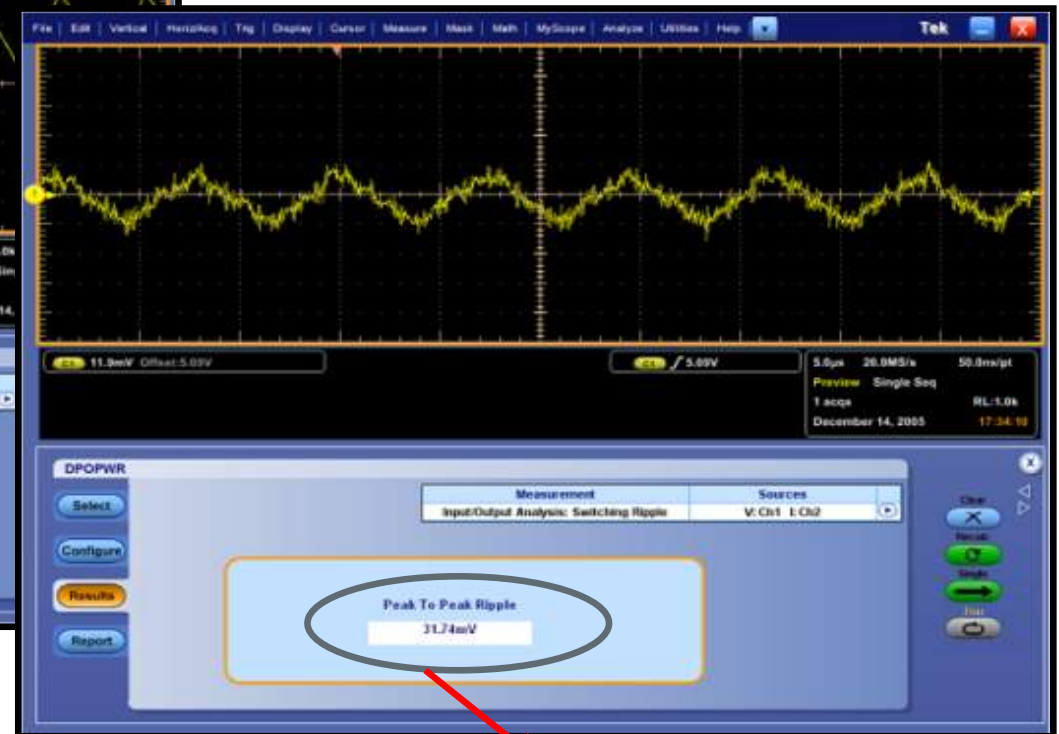 File | Edit | Vertical | Horiz/Acq | Trig | Display | Cursor | Measure | Mask | Math | MyScope | Analyze | Utilities | Help
Tek
C1 11.9mV Offset:5.09V
C1 5.09V
5.0µs 20.0MS/s 50.0ns/pt
Preview Single Seq
1 acqs RL:1.0k
December 14, 2005 17:34:10
DPOPWR
Select
Configure
Results
Report
Measurement Sources
Input/Output Analysis: Switching Ripple V: Ch1 I: Ch2
Peak To Peak Ripple
31.74mV
Clear
Recalc
Single
Run